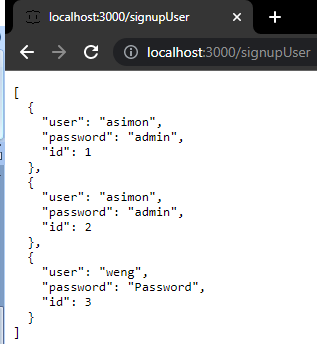 localhost:3000/signupUser
localhost:3000/signupUser
[
  {
    "user": "asimon",
    "password": "admin",
    "id": 1
  },
  {
    "user": "asimon",
    "password": "admin",
    "id": 2
  },
  {
    "user": "weng",
    "password": "Password",
    "id": 3
  }
]